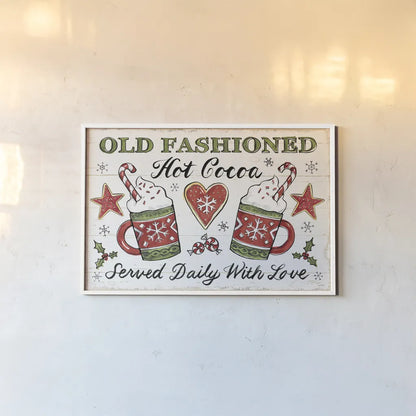 OLD FASHIONED
Hot Cocoa
Served Daily With Love